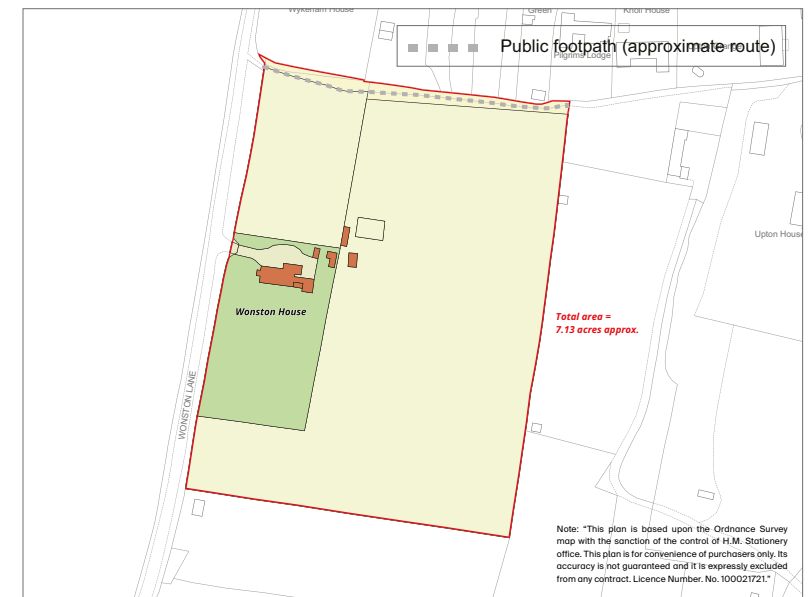 Wykeham House
Green
Knoll House
Public footpath (approximate route)
Pilgrims Lodge
Upton House
Wonston House
Total area =
7.13 acres approx.
WONSTON LANE
Note: "This plan is based upon the Ordnance Survey
map with the sanction of the control of H.M. Stationery
office. This plan is for convenience of purchasers only. Its
accuracy is not guaranteed and it is expressly excluded
from any contract. Licence Number. No. 100021721."